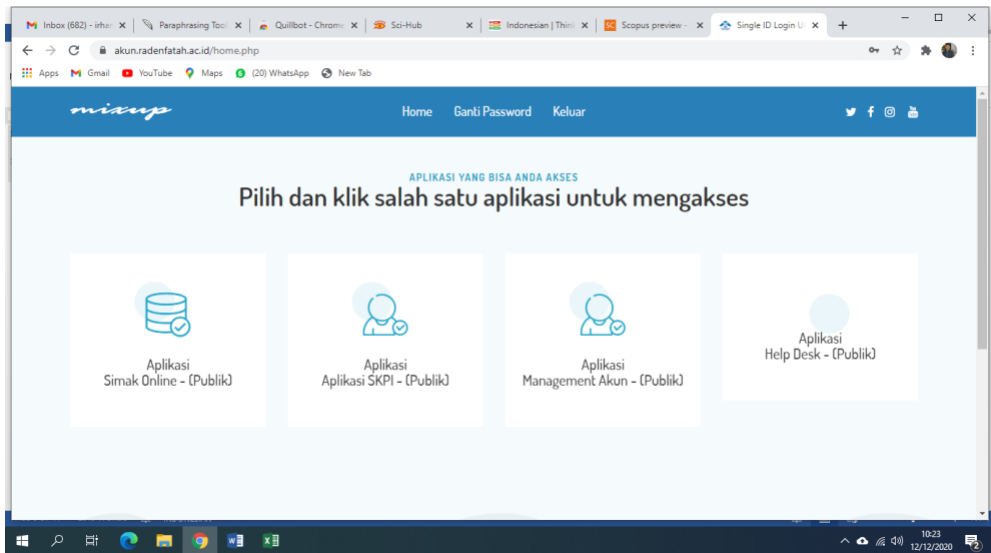 Inbox (682) - irhar
Paraphrasing Tool
Quillbot - Chrome
Sci-Hub
Indonesian | Think
Scopus preview -
Single ID Login U
akun.radenfatah.ac.id/home.php
Apps
Gmail
YouTube
Maps
(20) WhatsApp
New Tab
mixup
Home
Ganti Password
Keluar
APLIKASI YANG BISA ANDA AKSES
Pilih dan klik salah satu aplikasi untuk mengakses
Aplikasi
Simak Online - (Publik)
Aplikasi
Aplikasi SKPI - (Publik)
Aplikasi
Management Akun - (Publik)
Aplikasi
Help Desk - (Publik)
10:23
12/12/2020